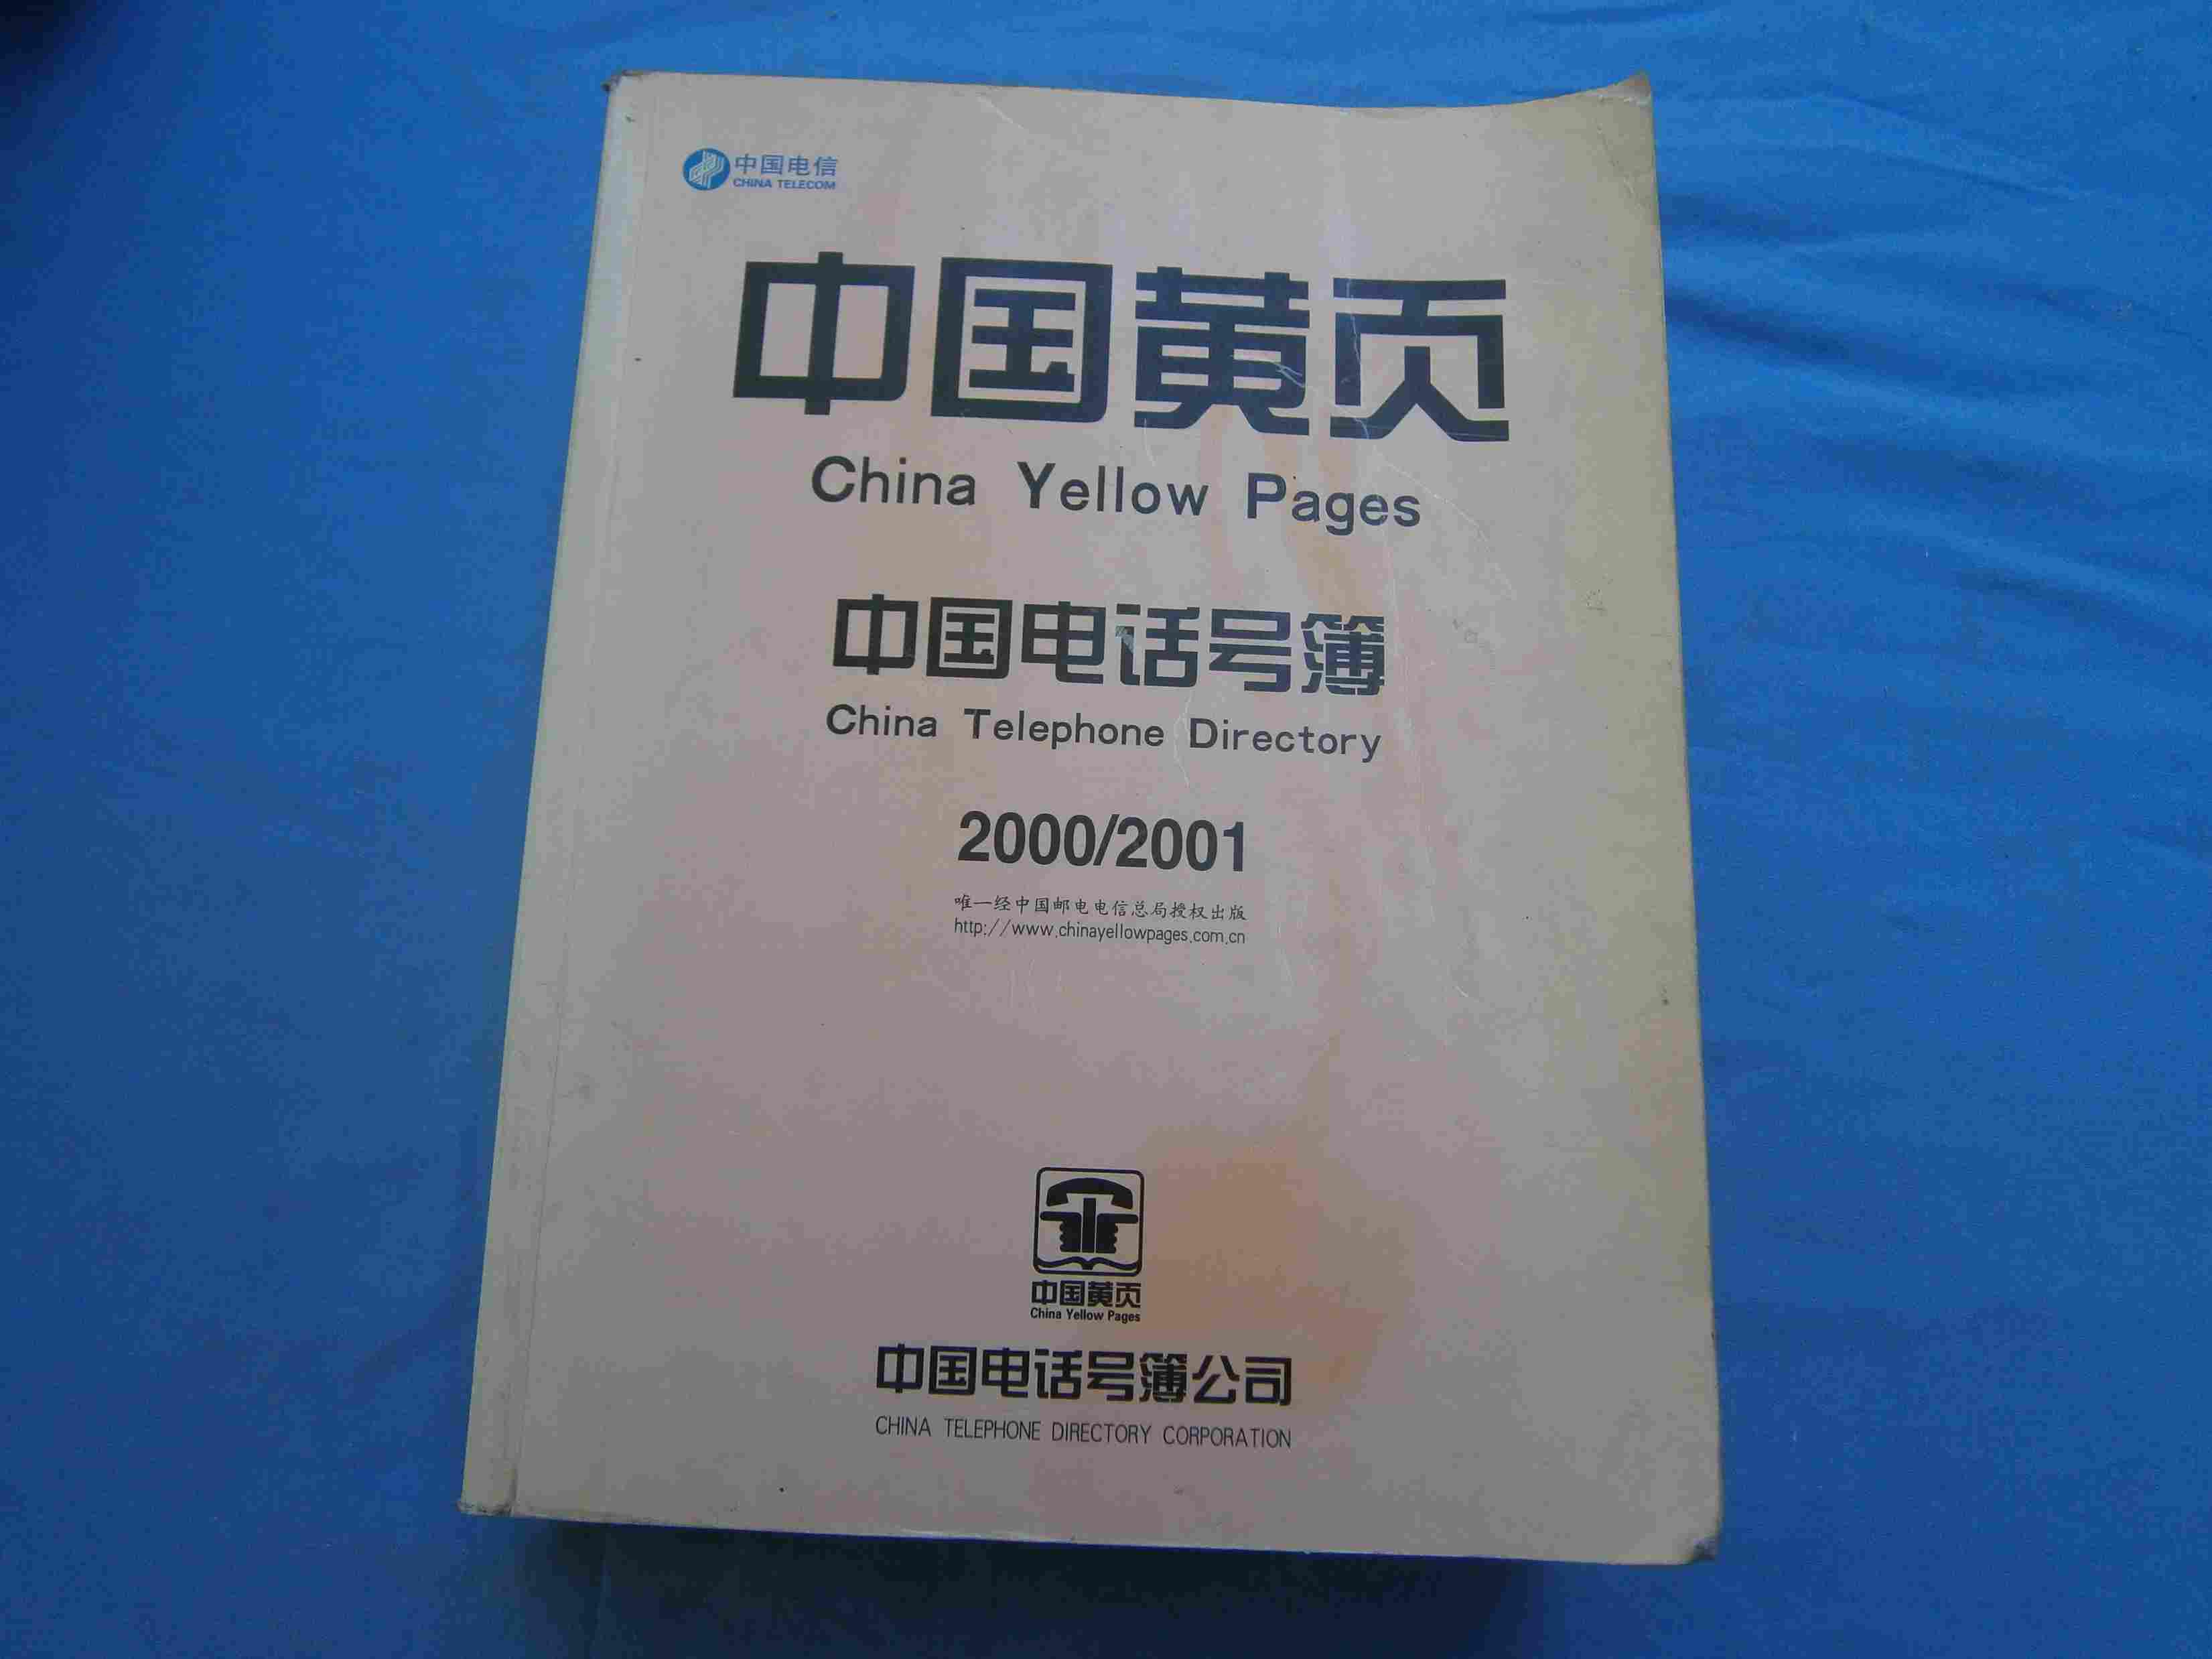 中国电信
CHINA TELECOM
中国黄页
China Yellow Pages
中国电话号簿
China Telephone Directory
2000/2001
唯一经中国邮电电信总局授权出版
http://www.chinayellowpages.com.cn
中国黄页
China Yellow Pages
中国电话号簿公司
CHINA TELEPHONE DIRECTORY CORPORATION